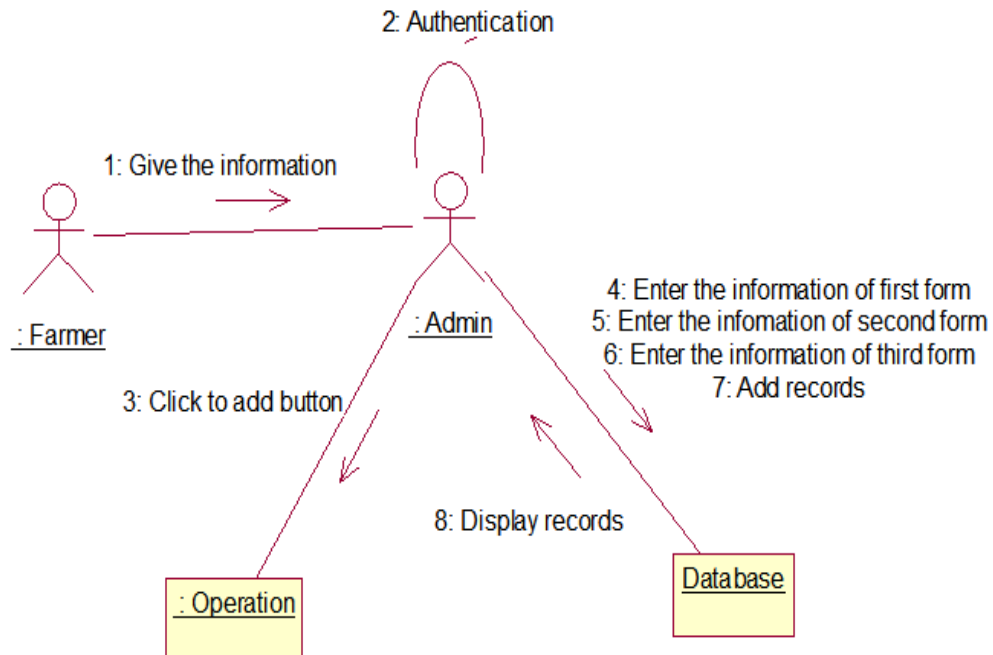 2: Authentication
1: Give the information
: Farmer
: Admin
4: Enter the information of first form
5: Enter the infomation of second form
6: Enter the information of third form
7: Add records
3: Click to add button
8: Display records
: Operation
Database